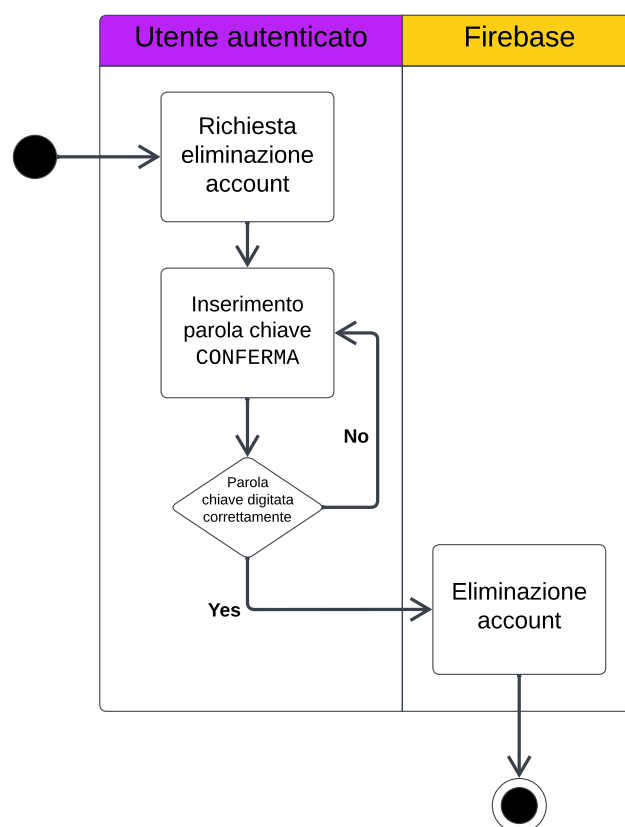 Utente autenticato
Firebase
Richiesta
eliminazione
account
Inserimento
parola chiave
CONFERMA
No
Parola
chiave digitata
correttamente
Yes
Eliminazione
account